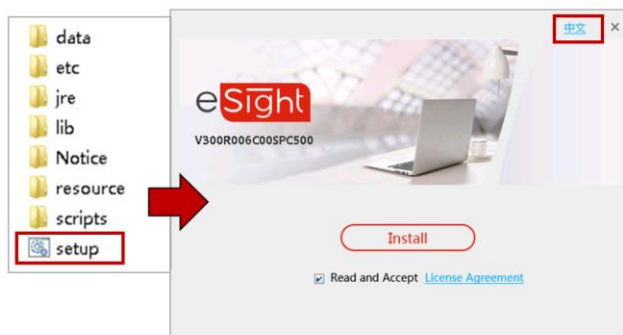 data
etc
jre
lib
Notice
resource
scripts
setup
中文 ×
eSight
V300R006C00SPC500
Install
Read and Accept License Agreement